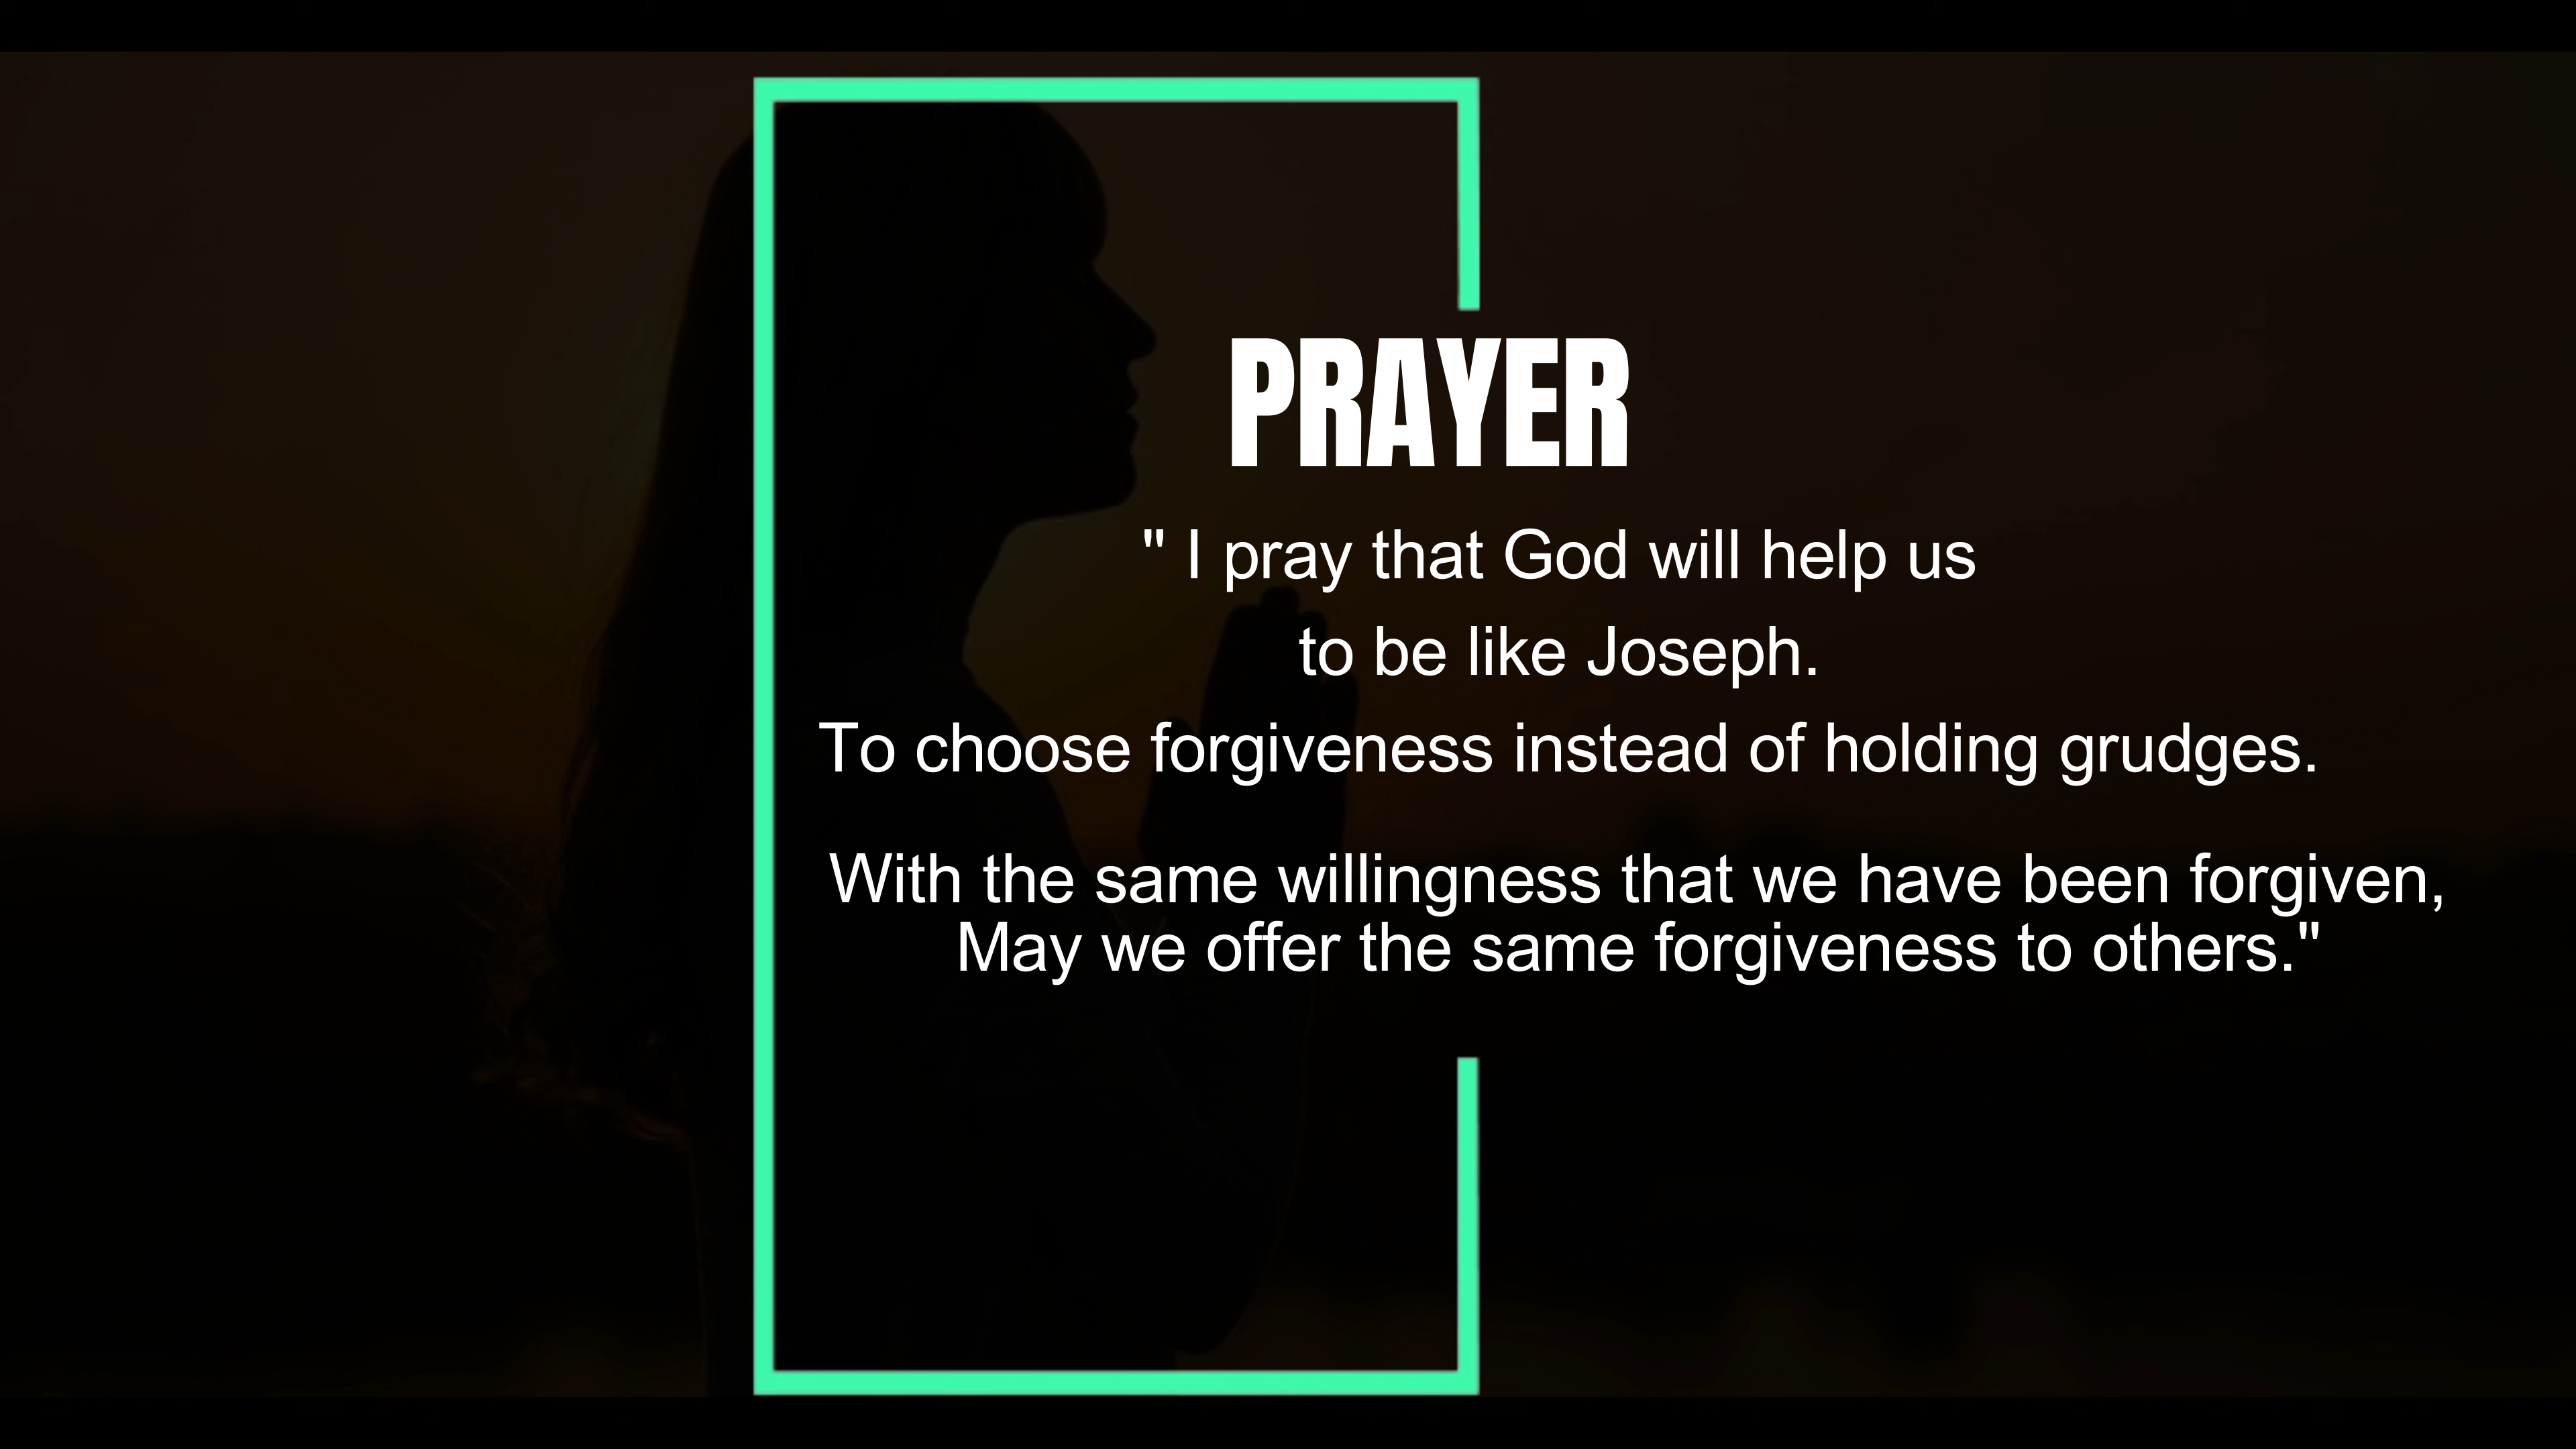 PRAYER
" I pray that God will help us
to be like Joseph.
To choose forgiveness instead of holding grudges.
With the same willingness that we have been forgiven,
May we offer the same forgiveness to others."